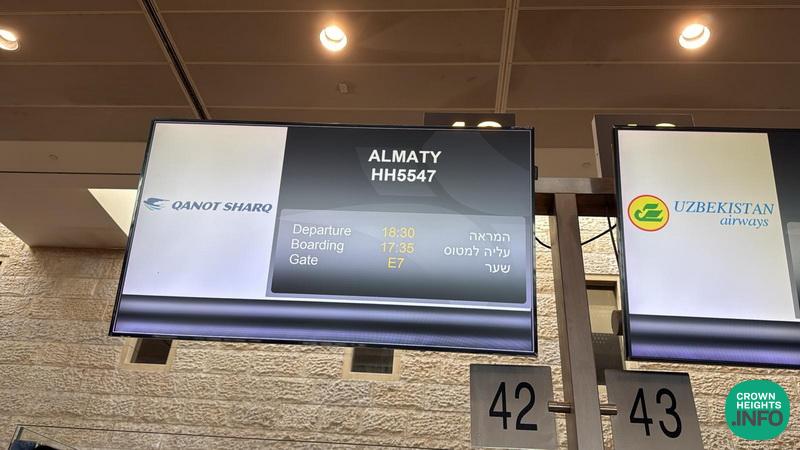 ALMATY
HH5547
QANOT SHARQ
Departure 18:30 המראה
Boarding 17:35 עליה למטוס
Gate E7 שער
UZBEKISTAN
airways
42
43
CROWN
HEIGHTS
.INFO